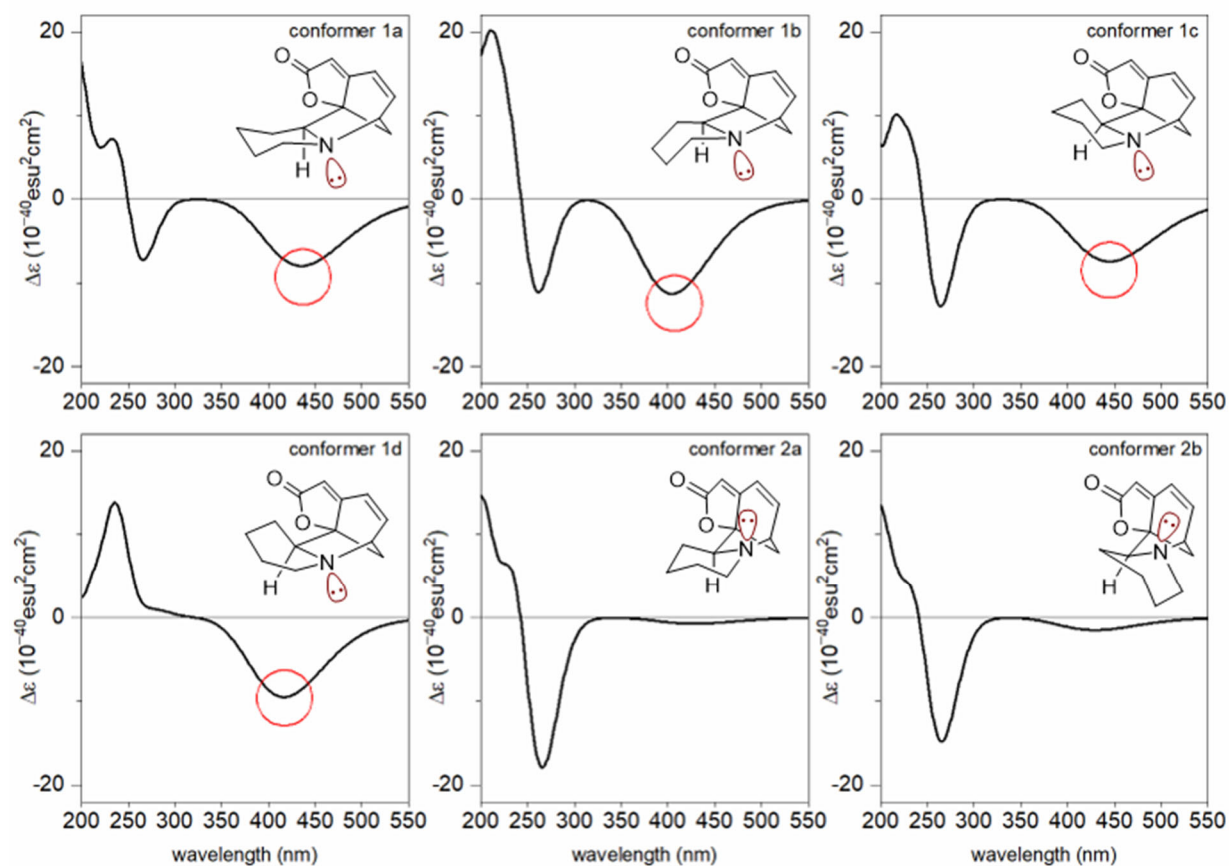 conformer 1a
20
0
-20
Δε (10⁻⁴⁰esu²cm2)
O
O
N
H
200 250 300 350 400 450 500 550
conformer 1b
20
0
-20
Δε (10⁻⁴⁰esu²cm2)
O
O
N
H
200 250 300 350 400 450 500 550
conformer 1c
20
0
-20
Δε (10⁻⁴⁰esu²cm2)
O
O
N
H
200 250 300 350 400 450 500 550
conformer 1d
20
0
-20
Δε (10⁻⁴⁰esu²cm2)
O
O
N
H
200 250 300 350 400 450 500 550
wavelength (nm)
conformer 2a
20
0
-20
Δε (10⁻⁴⁰esu²cm2)
O
O
N
H
200 250 300 350 400 450 500 550
wavelength (nm)
conformer 2b
20
0
-20
Δε (10⁻⁴⁰esu²cm2)
O
O
N
H
200 250 300 350 400 450 500 550
wavelength (nm)